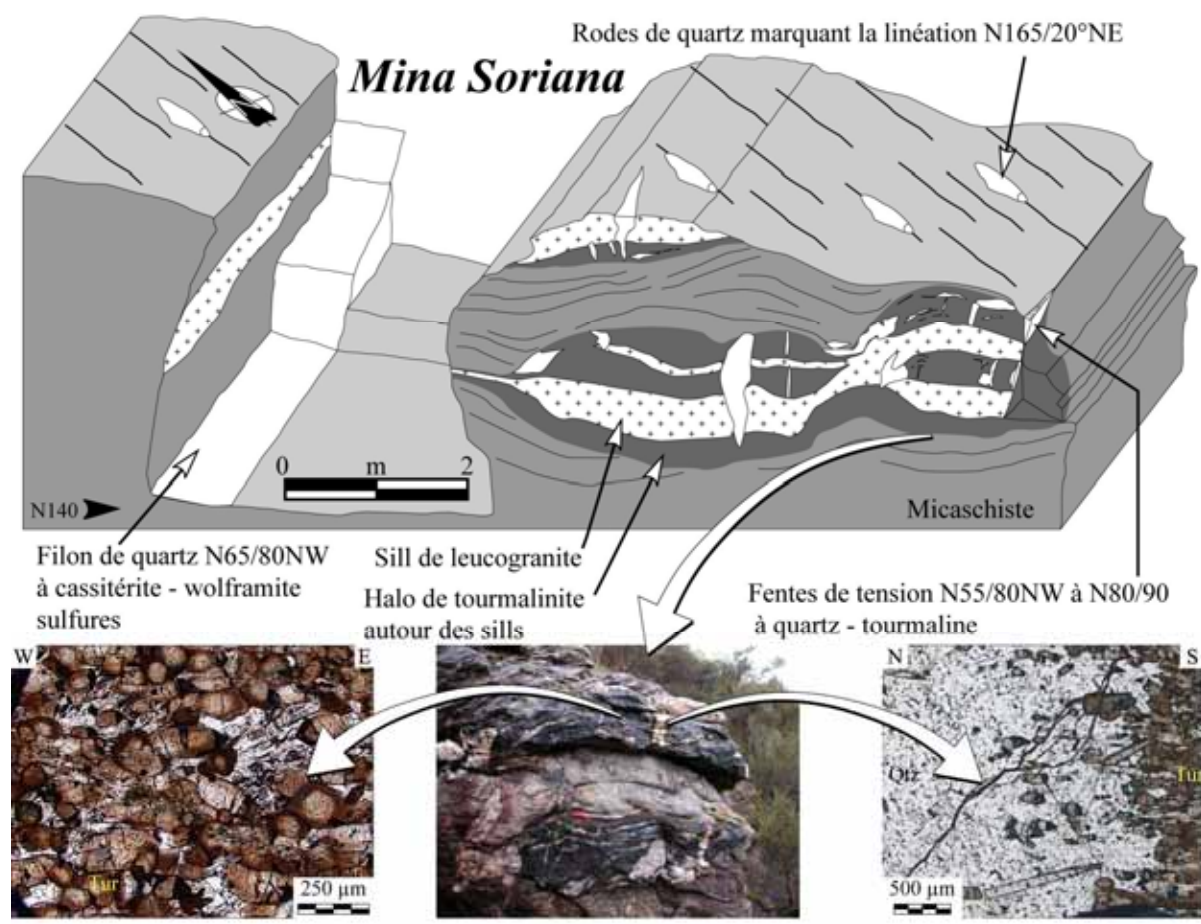 Rodes de quartz marquant la linéation N165/20°NE
Mina Soriana
0 m 2
N140
Micaschiste
Filon de quartz N65/80NW
à cassitérite - wolframite
sulfures
Sill de leucogranite
Halo de tourmalinite
autour des sills
Fentes de tension N55/80NW à N80/90
à quartz - tourmaline
W E
Tur
250 µm
N S
Qtz
Tur
500 µm